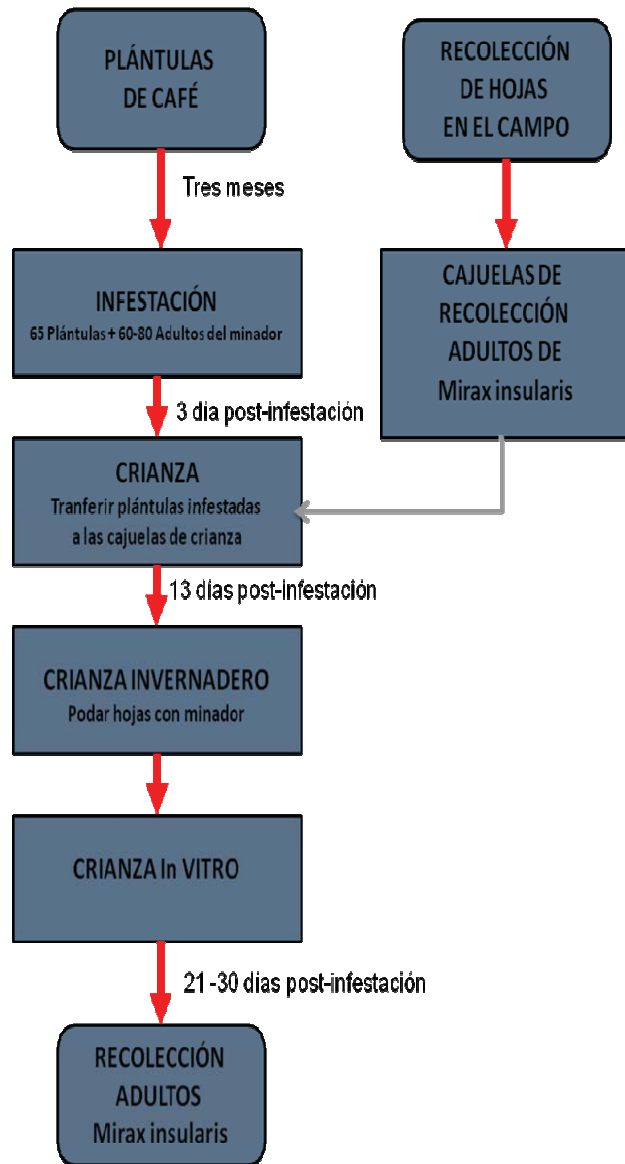 PLÁNTULAS
DE CAFÉ
RECOLECCIÓN
DE HOJAS
EN EL CAMPO
Tres meses
INFESTACIÓN
65 Plántulas + 60-80 Adultos del minador
CAJUELAS DE
RECOLECCIÓN
ADULTOS DE
Mirax insularis
3 día post-infestación
CRIANZA
Tranferir plántulas infestadas
a las cajuelas de crianza
13 días post-infestación
CRIANZA INVERNADERO
Podar hojas con minador
CRIANZA In VITRO
21 -30 días post-infestación
RECOLECCIÓN
ADULTOS
Mirax insularis